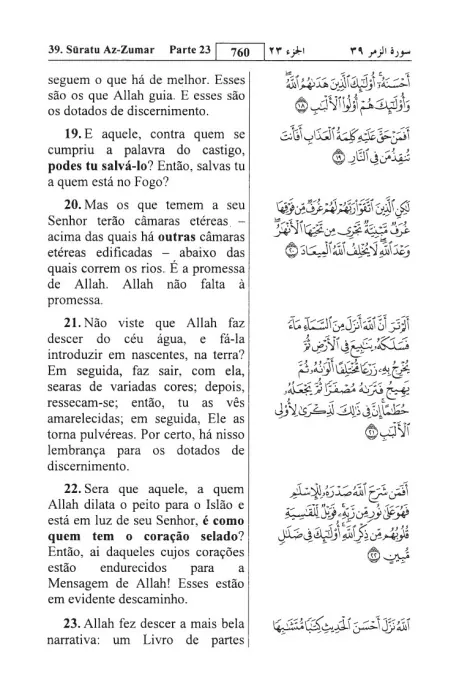 39. Sūratu Az-Zumar Parte 23 760 الجزء ٢٣ سورة الزمر ٣٩
seguem o que há de melhor. Esses
são os que Allah guia. E esses são
os dotados de discernimento.
19. E aquele, contra quem se
cumpriu a palavra do castigo,
podes tu salvá-lo? Então, salvas tu
a quem está no Fogo?
20. Mas os que temem a seu
Senhor terão câmaras etéreas –
acima das quais há outras câmaras
etéreas edificadas – abaixo das
quais correm os rios. É a promessa
de Allah. Allah não falta à
promessa.
21. Não viste que Allah faz
descer do céu água, e fá-la
introduzir em nascentes, na terra?
Em seguida, faz sair, com ela,
searas de variadas cores; depois,
ressecam-se; então, tu as vês
amarelecidas; em seguida, Ele as
torna pulvéreas. Por certo, há nisso
lembrança para os dotados de
discernimento.
22. Sera que aquele, a quem
Allah dilata o peito para o Islão e
está em luz de seu Senhor, é como
quem tem o coração selado?
Então, ai daqueles cujos corações
estão endurecidos para a
Mensagem de Allah! Esses estão
em evidente descaminho.
23. Allah fez descer a mais bela
narrativa: um Livro de partes
أَحْسَنَهُۥٓ أُوْلَٰٓئِكَ ٱلَّذِينَ هَدَىٰهُمُ ٱللَّهُ
وَأُوْلَٰٓئِكَ هُمْ أُوْلُواْ ٱلْأَلْبَٰبِ ١٨
أَفَمَنْ حَقَّ عَلَيْهِ كَلِمَةُ ٱلْعَذَابِ أَفَأَنتَ
تُنقِذُ مَن فِي ٱلنَّارِ ١٩
لَٰكِنِ ٱلَّذِينَ ٱتَّقَوْاْ رَبَّهُمْ لَهُمْ غُرَفٌ مِّن فَوْقِهَا
غُرَفٌ مَّبْنِيَّةٌ تَجْرِي مِن تَحْتِهَا ٱلْأَنْهَٰرُ
وَعْدَ ٱللَّهِ لَا يُخْلِفُ ٱللَّهُ ٱلْمِيعَادَ ٢٠
أَلَمْ تَرَ أَنَّ ٱللَّهَ أَنزَلَ مِنَ ٱلسَّمَآءِ مَآءً
فَسَلَكَهُۥ يَنَٰبِيعَ فِي ٱلْأَرْضِ ثُمَّ
يُخْرِجُ بِهِۦ زَرْعًا مُّخْتَلِفًا أَلْوَٰنُهُۥ ثُمَّ
يَهِيجُ فَتَرَىٰهُ مُصْفَرًّا ثُمَّ يَجْعَلُهُۥ
حُطَٰمًا إِنَّ فِي ذَٰلِكَ لَذِكْرَىٰ لِأُوْلِي
ٱلْأَلْبَٰبِ ٢١
أَفَمَن شَرَحَ ٱللَّهُ صَدْرَهُۥ لِلْإِسْلَٰمِ
فَهُوَ عَلَىٰ نُورٍ مِّن رَّبِّهِۦ فَوَيْلٌ لِّلْقَٰسِيَةِ
قُلُوبُهُم مِّن ذِكْرِ ٱللَّهِ أُوْلَٰٓئِكَ فِي ضَلَٰلٍ
مُّبِينٍ ٢٢
ٱللَّهُ نَزَّلَ أَحْسَنَ ٱلْحَدِيثِ كِتَٰبًا مُّتَشَٰبِهًا